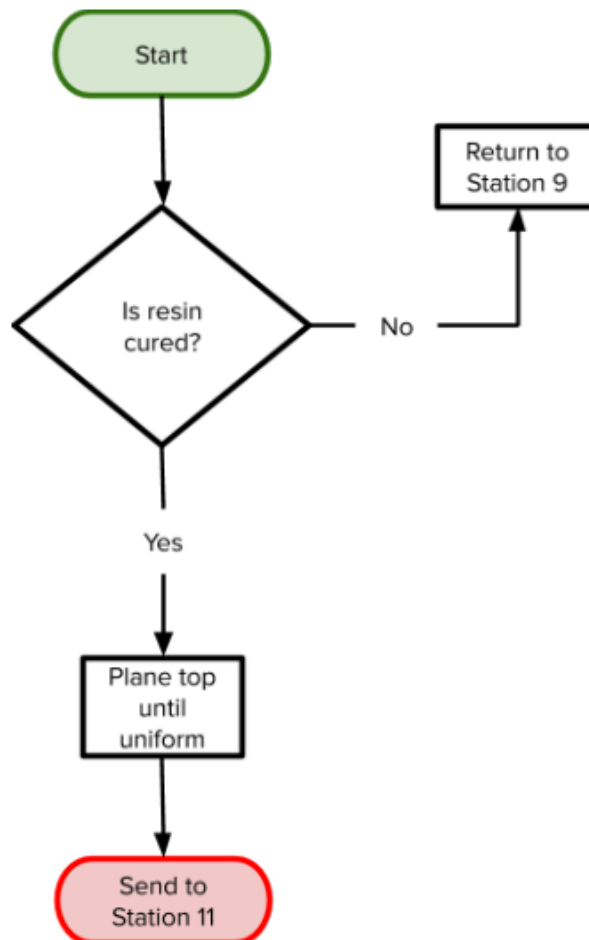 Start
Return to
Station 9
Is resin
cured?
No
Yes
Plane top
until
uniform
Send to
Station 11